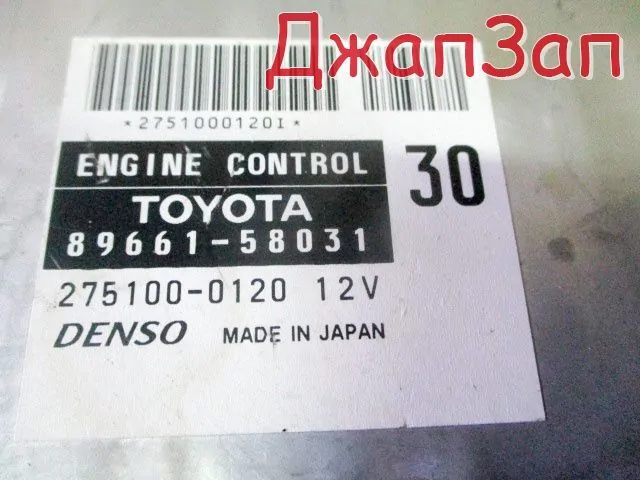 ДжапЗап
*2751000120I*
ENGINE CONTROL
30
TOYOTA
89661-58031
275100-0120 12V
DENSO MADE IN JAPAN